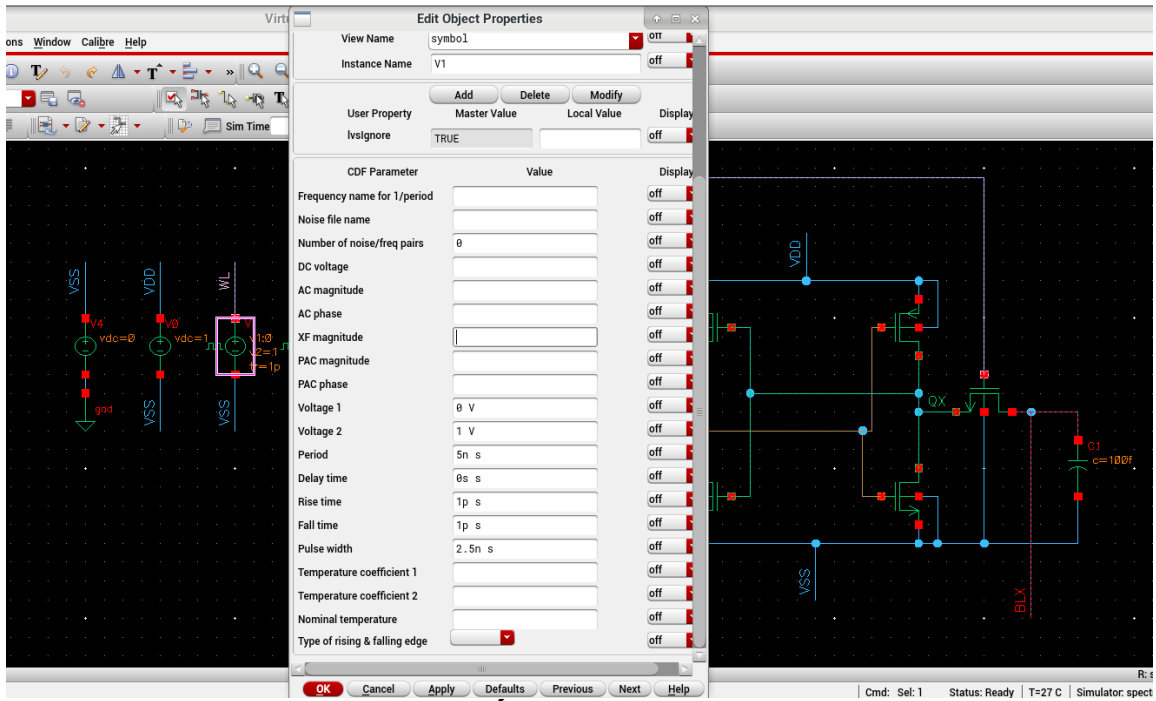 Virtu
Edit Object Properties
ons Window Calibre Help
View Name symbol off
Instance Name V1 off
Add Delete Modify
User Property Master Value Local Value Display
lvsIgnore TRUE off
Sim Time
CDF Parameter Value Display
Frequency name for 1/period off
Noise file name off
Number of noise/freq pairs 0 off
DC voltage off
AC magnitude off
AC phase off
XF magnitude off
PAC magnitude off
PAC phase off
Voltage 1 0 V off
Voltage 2 1 V off
Period 5n s off
Delay time 0s s off
Rise time 1p s off
Fall time 1p s off
Pulse width 2.5n s off
Temperature coefficient 1 off
Temperature coefficient 2 off
Nominal temperature off
Type of rising & falling edge off
OK Cancel Apply Defaults Previous Next Help
VSS
VDD
WL
V4
vdc=0
V0
vdc=1
v1:0
v2=1
tr=1p
gnd
VSS
VSS
VDD
QX
C1
c=100f
VSS
BLX
R: s
Cmd: Sel: 1 Status: Ready T=27 C Simulator: spect